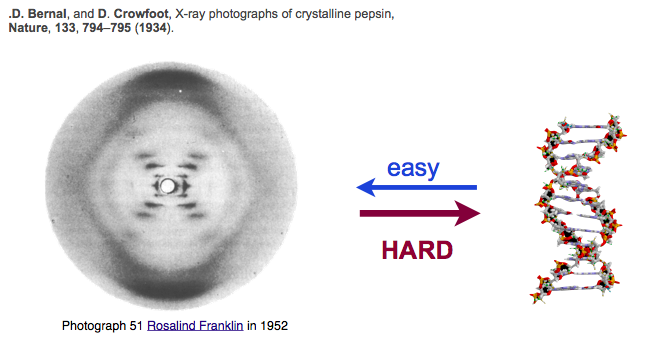 .D. Bernal, and D. Crowfoot, X-ray photographs of crystalline pepsin,
Nature, 133, 794–795 (1934).
easy
HARD
Photograph 51 Rosalind Franklin in 1952